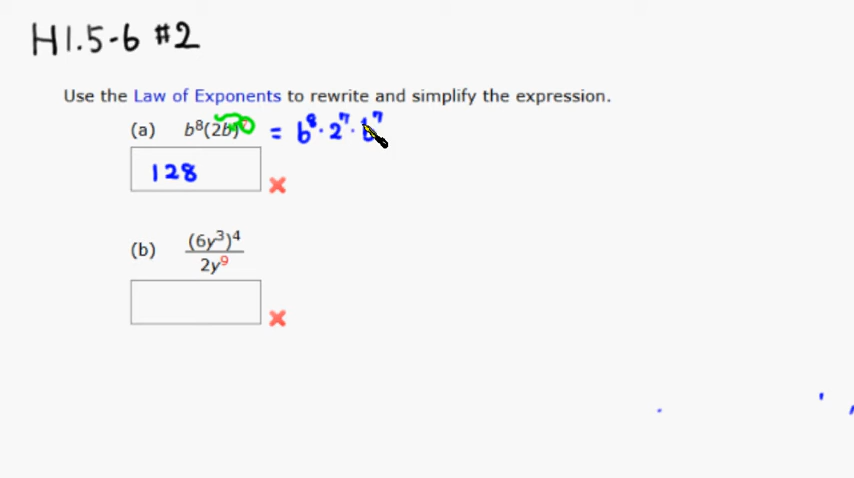 H1.5-6 #2
Use the Law of Exponents to rewrite and simplify the expression.
(a) b⁸(2b) = b⁸ · 2⁷ · b⁷
128
(b) (6y³)⁴
2y⁹